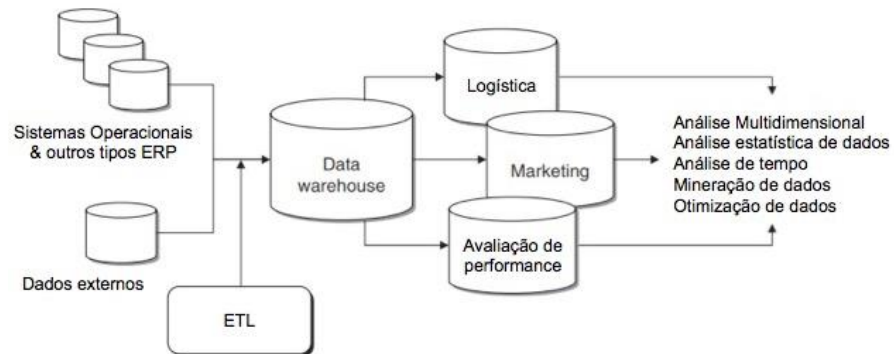 Sistemas Operacionais
& outros tipos ERP
Dados externos
ETL
Data
warehouse
Logística
Marketing
Avaliação de
performance
Análise Multidimensional
Análise estatística de dados
Análise de tempo
Mineração de dados
Otimização de dados